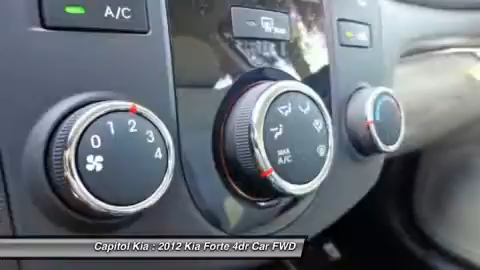 A/C
0 1 2 3 4
MAX
A/C
Capitol Kia : 2012 Kia Forte 4dr Car FWD